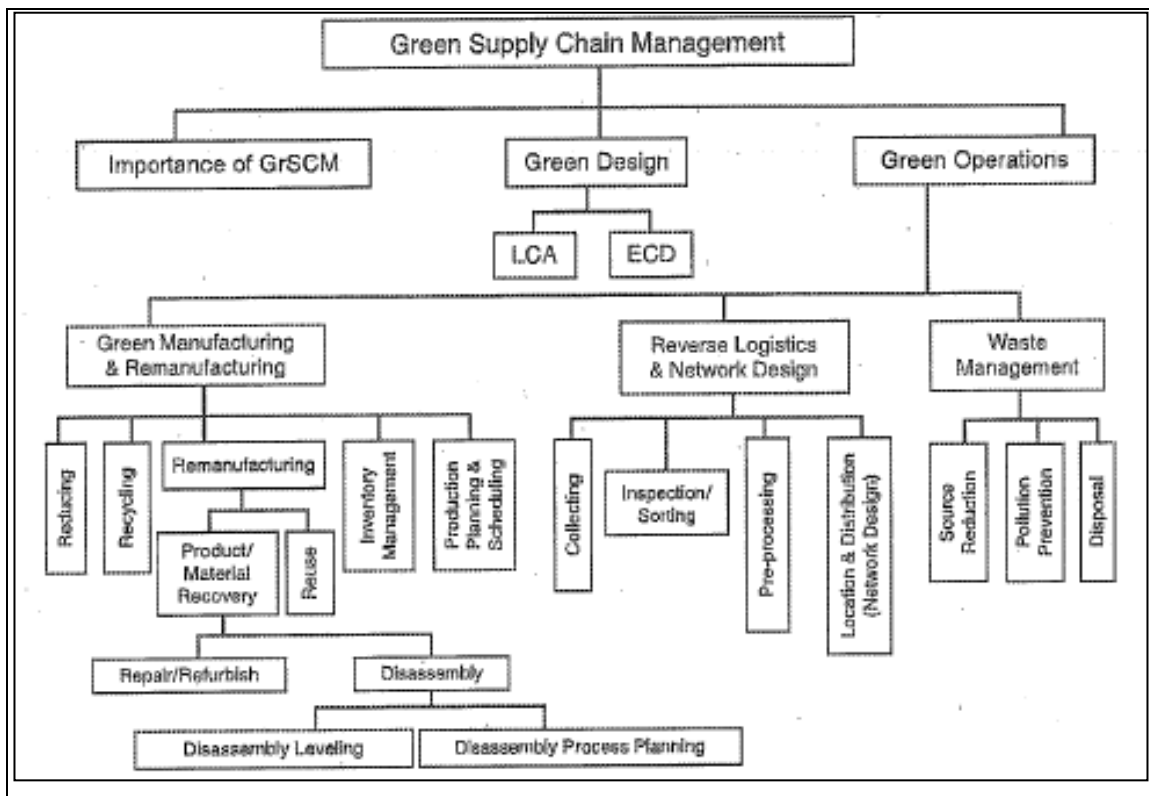 Green Supply Chain Management
Importance of GrSCM
Green Design
Green Operations
LCA
ECD
Green Manufacturing
& Remanufacturing
Reverse Logistics
& Network Design
Waste
Management
Reducing
Recycling
Remanufacturing
Inventory
Management
Production
Planning &
Scheduling
Collecting
Inspection/
Sorting
Pre-processing
Location & Distribution
(Network Design)
Source
Reduction
Pollution
Prevention
Disposal
Product/
Material
Recovery
Reuse
Repair/Refurbish
Disassembly
Disassembly Leveling
Disassembly Process Planning